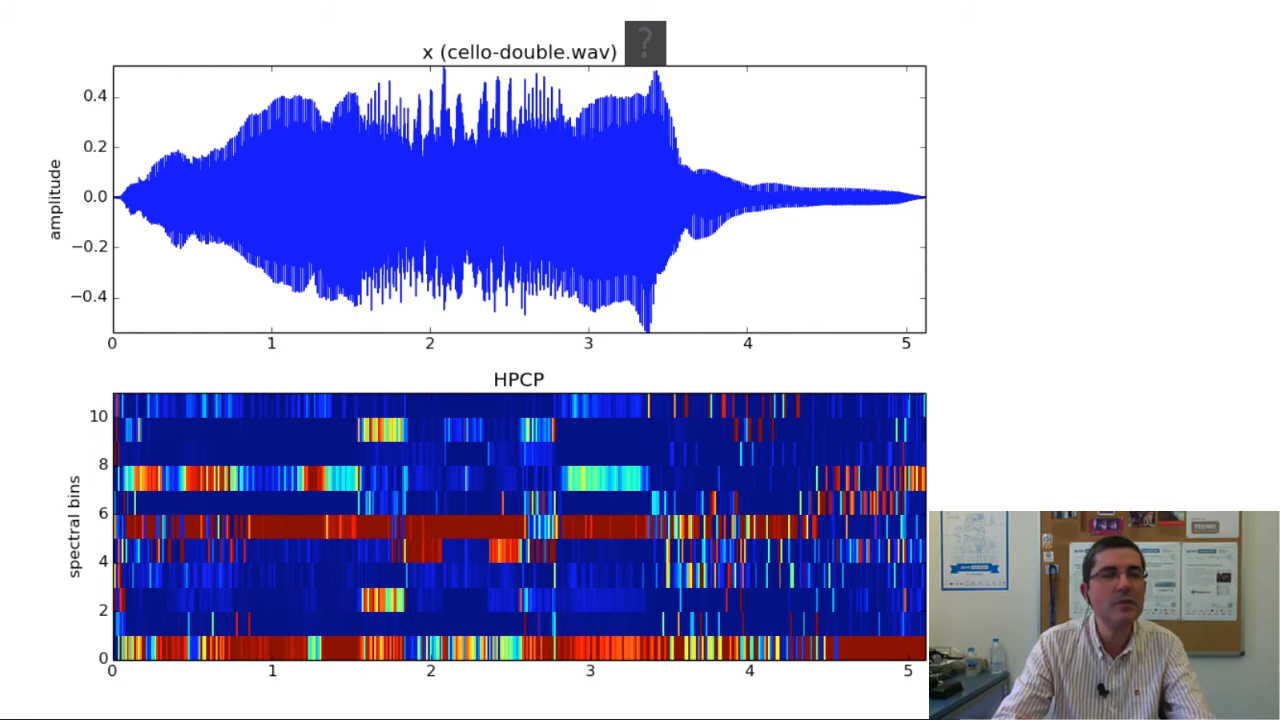 x (cello-double.wav)
?
0.4
0.2
0.0
−0.2
−0.4
amplitude
0 1 2 3 4 5
HPCP
10
8
6
4
2
0
spectral bins
0 1 2 3 4 5